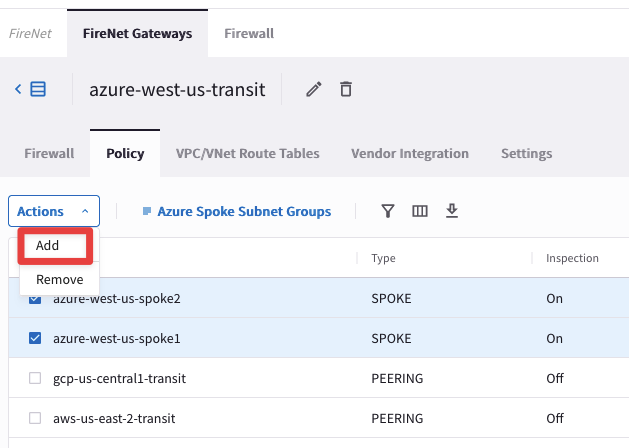 FireNet FireNet Gateways Firewall
azure-west-us-transit
Firewall Policy VPC/VNet Route Tables Vendor Integration Settings
Actions Azure Spoke Subnet Groups
Add
Type Inspection
Remove
azure-west-us-spoke2 SPOKE On
azure-west-us-spoke1 SPOKE On
gcp-us-central1-transit PEERING Off
aws-us-east-2-transit PEERING Off